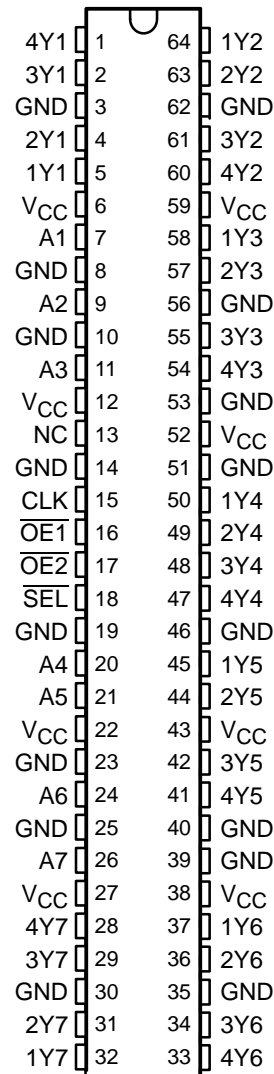 4Y1 1 64 1Y2
3Y1 2 63 2Y2
GND 3 62 GND
2Y1 4 61 3Y2
1Y1 5 60 4Y2
VCC 6 59 VCC
A1 7 58 1Y3
GND 8 57 2Y3
A2 9 56 GND
GND 10 55 3Y3
A3 11 54 4Y3
VCC 12 53 GND
NC 13 52 VCC
GND 14 51 GND
CLK 15 50 1Y4
O̅E̅1̅ 16 49 2Y4
O̅E̅2̅ 17 48 3Y4
S̅E̅L̅ 18 47 4Y4
GND 19 46 GND
A4 20 45 1Y5
A5 21 44 2Y5
VCC 22 43 VCC
GND 23 42 3Y5
A6 24 41 4Y5
GND 25 40 GND
A7 26 39 GND
VCC 27 38 VCC
4Y7 28 37 1Y6
3Y7 29 36 2Y6
GND 30 35 GND
2Y7 31 34 3Y6
1Y7 32 33 4Y6